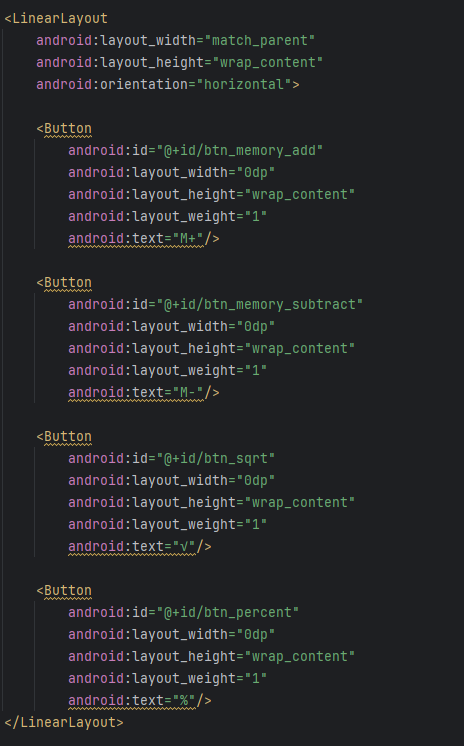 <LinearLayout
    android:layout_width="match_parent"
    android:layout_height="wrap_content"
    android:orientation="horizontal">

    <Button
        android:id="@+id/btn_memory_add"
        android:layout_width="0dp"
        android:layout_height="wrap_content"
        android:layout_weight="1"
        android:text="M+"/>

    <Button
        android:id="@+id/btn_memory_subtract"
        android:layout_width="0dp"
        android:layout_height="wrap_content"
        android:layout_weight="1"
        android:text="M-"/>

    <Button
        android:id="@+id/btn_sqrt"
        android:layout_width="0dp"
        android:layout_height="wrap_content"
        android:layout_weight="1"
        android:text="√"/>

    <Button
        android:id="@+id/btn_percent"
        android:layout_width="0dp"
        android:layout_height="wrap_content"
        android:layout_weight="1"
        android:text="%"/>
</LinearLayout>